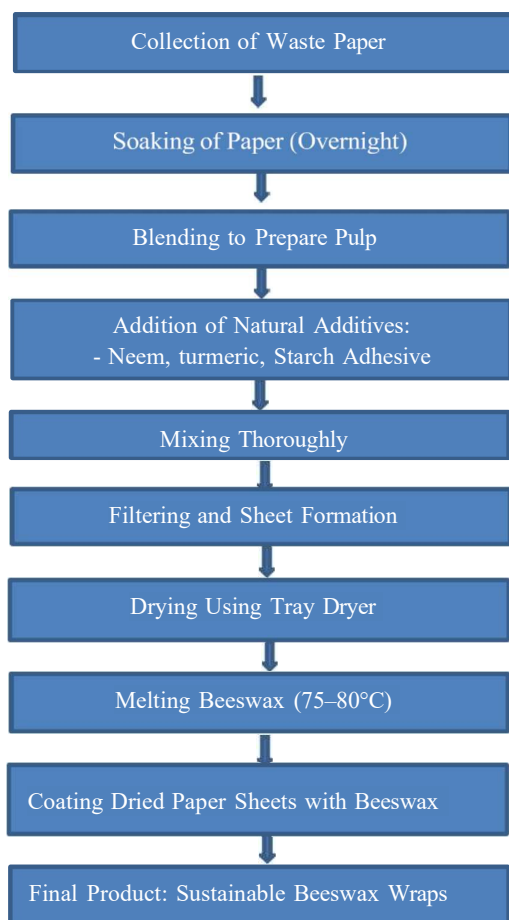 Collection of Waste Paper
Soaking of Paper (Overnight)
Blending to Prepare Pulp
Addition of Natural Additives:
- Neem, turmeric, Starch Adhesive
Mixing Thoroughly
Filtering and Sheet Formation
Drying Using Tray Dryer
Melting Beeswax (75–80°C)
Coating Dried Paper Sheets with Beeswax
Final Product: Sustainable Beeswax Wraps